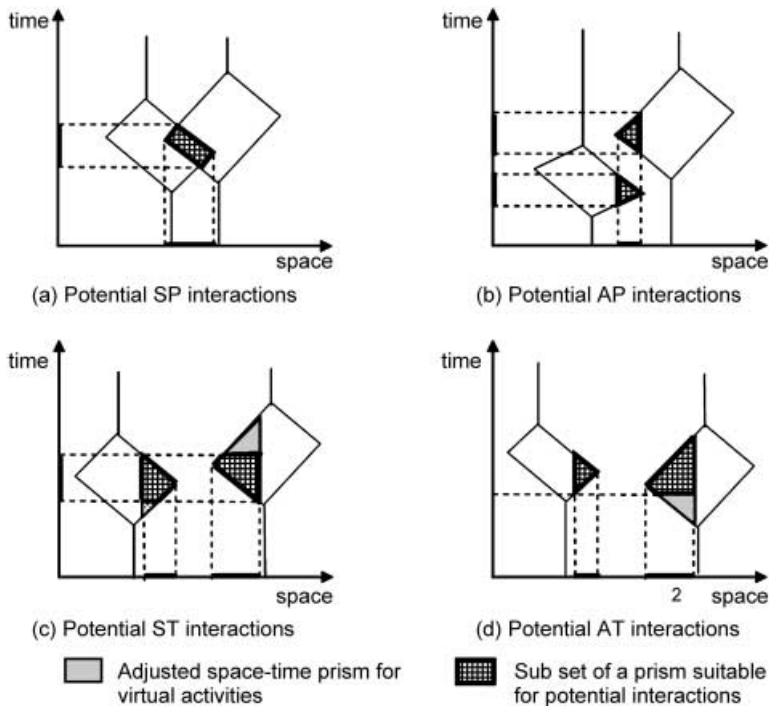 time
time
space
space
(a) Potential SP interactions
(b) Potential AP interactions
time
time
space
2
space
(c) Potential ST interactions
(d) Potential AT interactions
Adjusted space-time prism for
virtual activities
Sub set of a prism suitable
for potential interactions